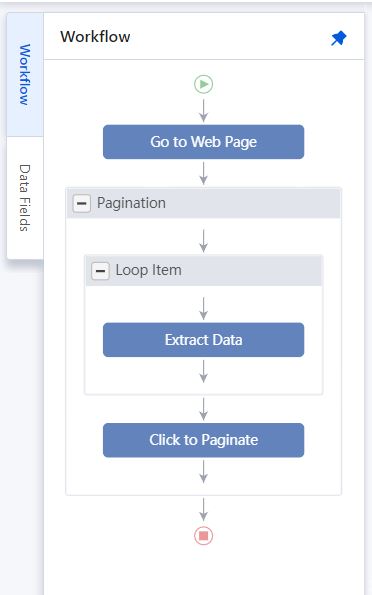 Workflow
Workflow
Data Fields
Go to Web Page
Pagination
Loop Item
Extract Data
Click to Paginate